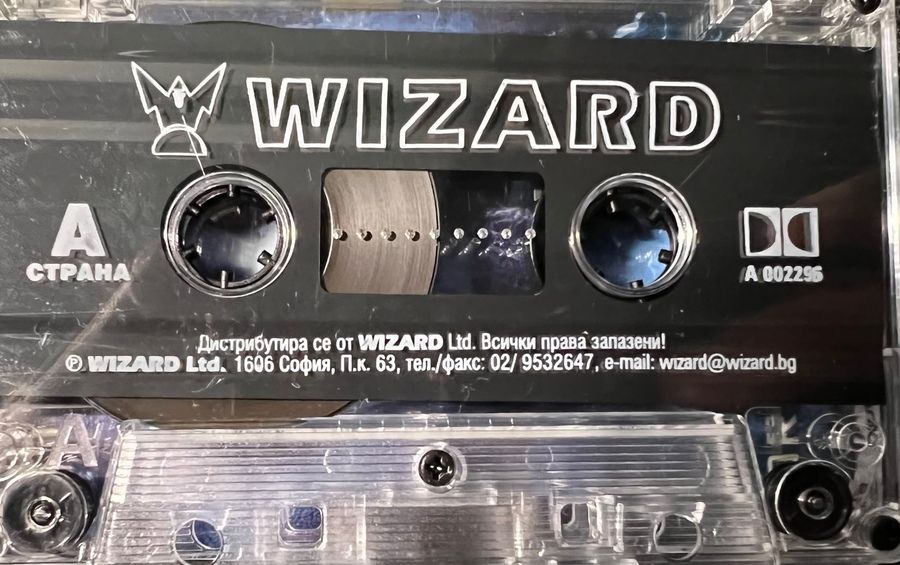 WIZARD
A
СТРАНА
A 002296
Дистрибутира се от WIZARD Ltd. Всички права запазени!
℗ WIZARD Ltd. 1606 София, П.к. 63, тел./факс: 02/ 9532647, e-mail: wizard@wizard.bg
A